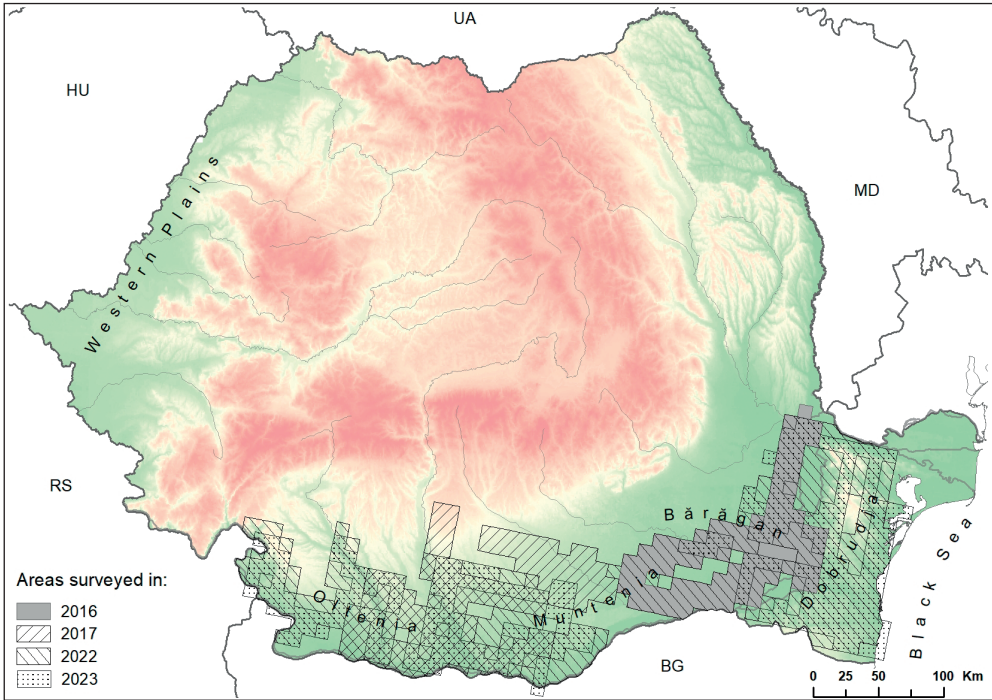 UA
HU
MD
Western Plains
RS
Bărăgan
Dobrudja
Black Sea
Muntenia
Oltenia
BG
Areas surveyed in:
2016
2017
2022
2023
0 25 50 100 Km